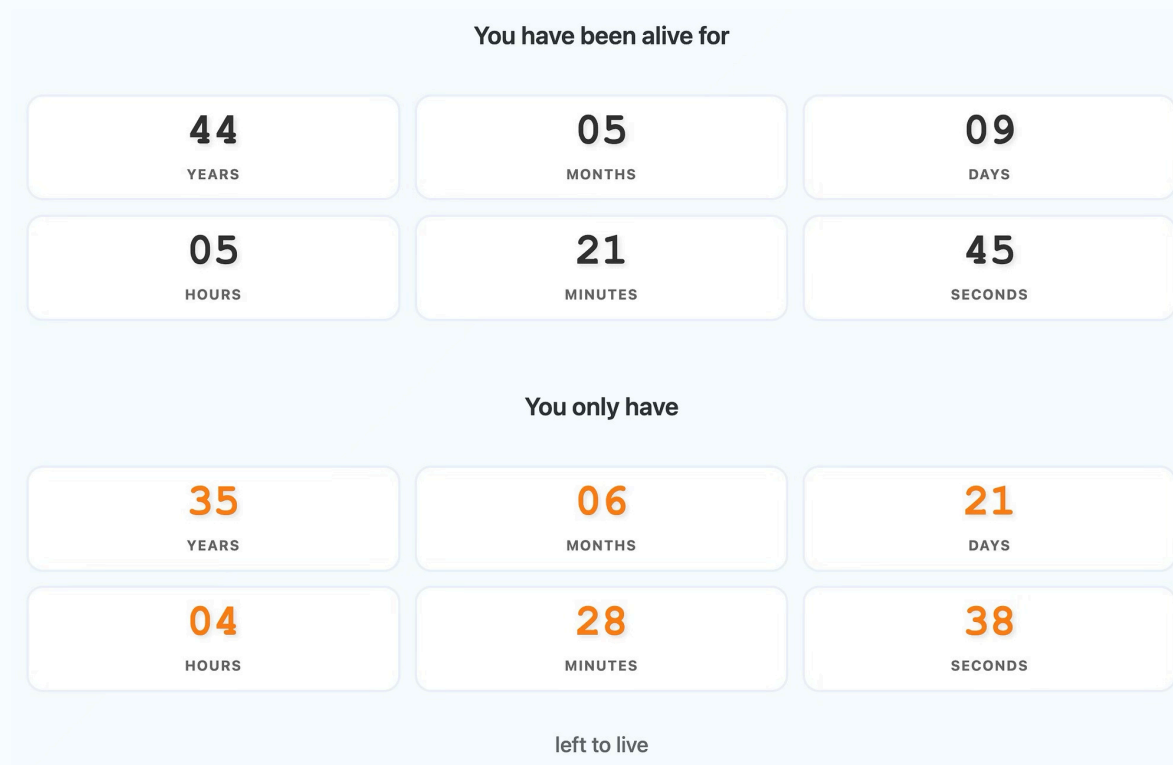 You have been alive for
44 05 09
YEARS MONTHS DAYS
05 21 45
HOURS MINUTES SECONDS
You only have
35 06 21
YEARS MONTHS DAYS
04 28 38
HOURS MINUTES SECONDS
left to live